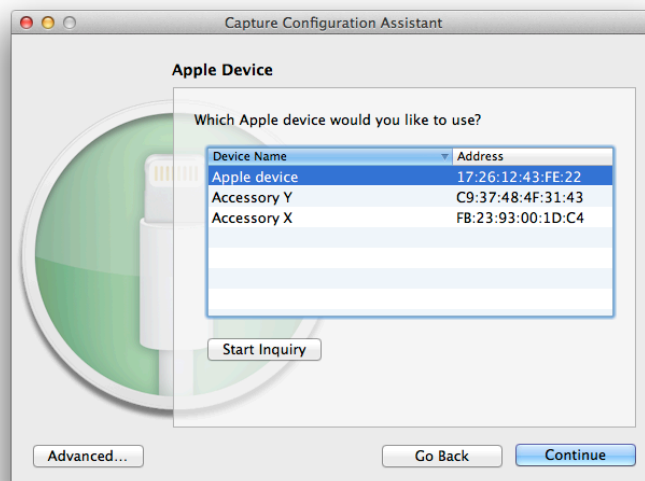 Capture Configuration Assistant
Apple Device
Which Apple device would you like to use?
Device Name Address
Apple device 17:26:12:43:FE:22
Accessory Y C9:37:48:4F:31:43
Accessory X FB:23:93:00:1D:C4
Start Inquiry
Advanced... Go Back Continue